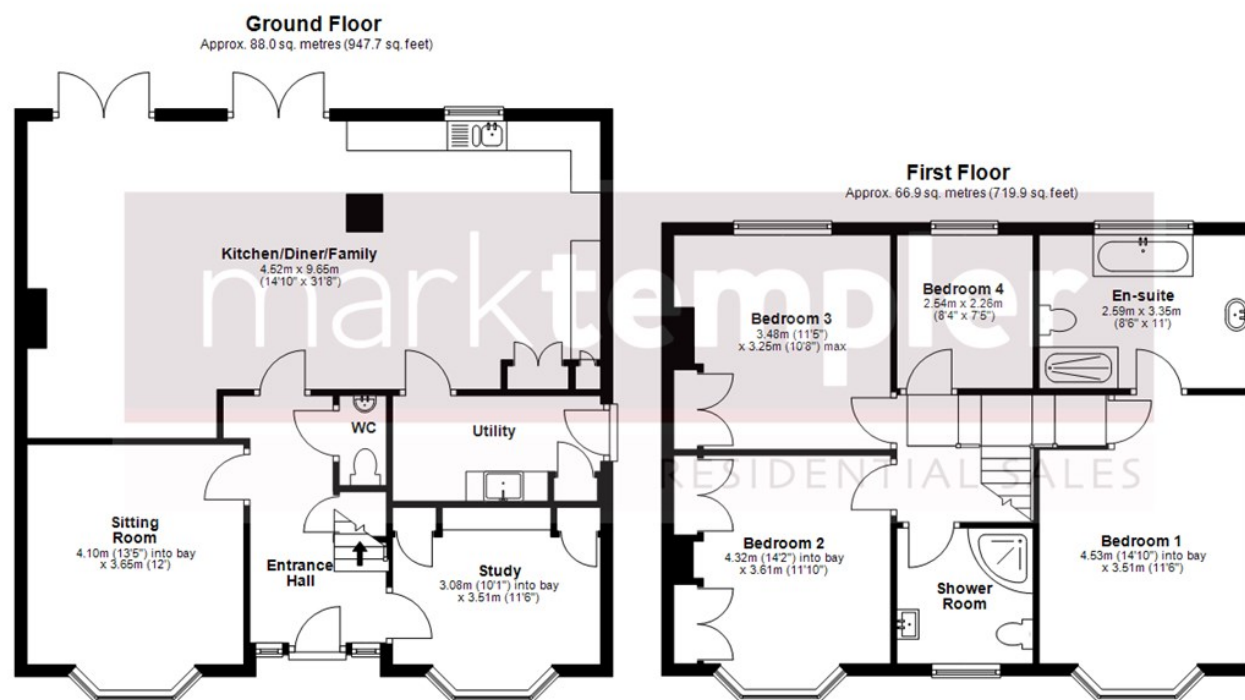 Ground Floor
Approx. 88.0 sq. metres (947.7 sq. feet)
Kitchen/Diner/Family
4.52m x 9.65m
(14'10" x 31'8")
WC
Utility
Sitting
Room
4.10m (13'5") into bay
x 3.65m (12')
Entrance
Hall
Study
3.08m (10'1") into bay
x 3.51m (11'6")
First Floor
Approx. 66.9 sq. metres (719.9 sq. feet)
Bedroom 3
3.48m (11'5")
x 3.25m (10'8") max
Bedroom 4
2.54m x 2.26m
(8'4" x 7'5")
En-suite
2.59m x 3.35m
(8'6" x 11')
Bedroom 2
4.32m (14'2") into bay
x 3.61m (11'10")
Shower
Room
Bedroom 1
4.53m (14'10") into bay
x 3.51m (11'6")
marktempler
RESIDENTIAL SALES